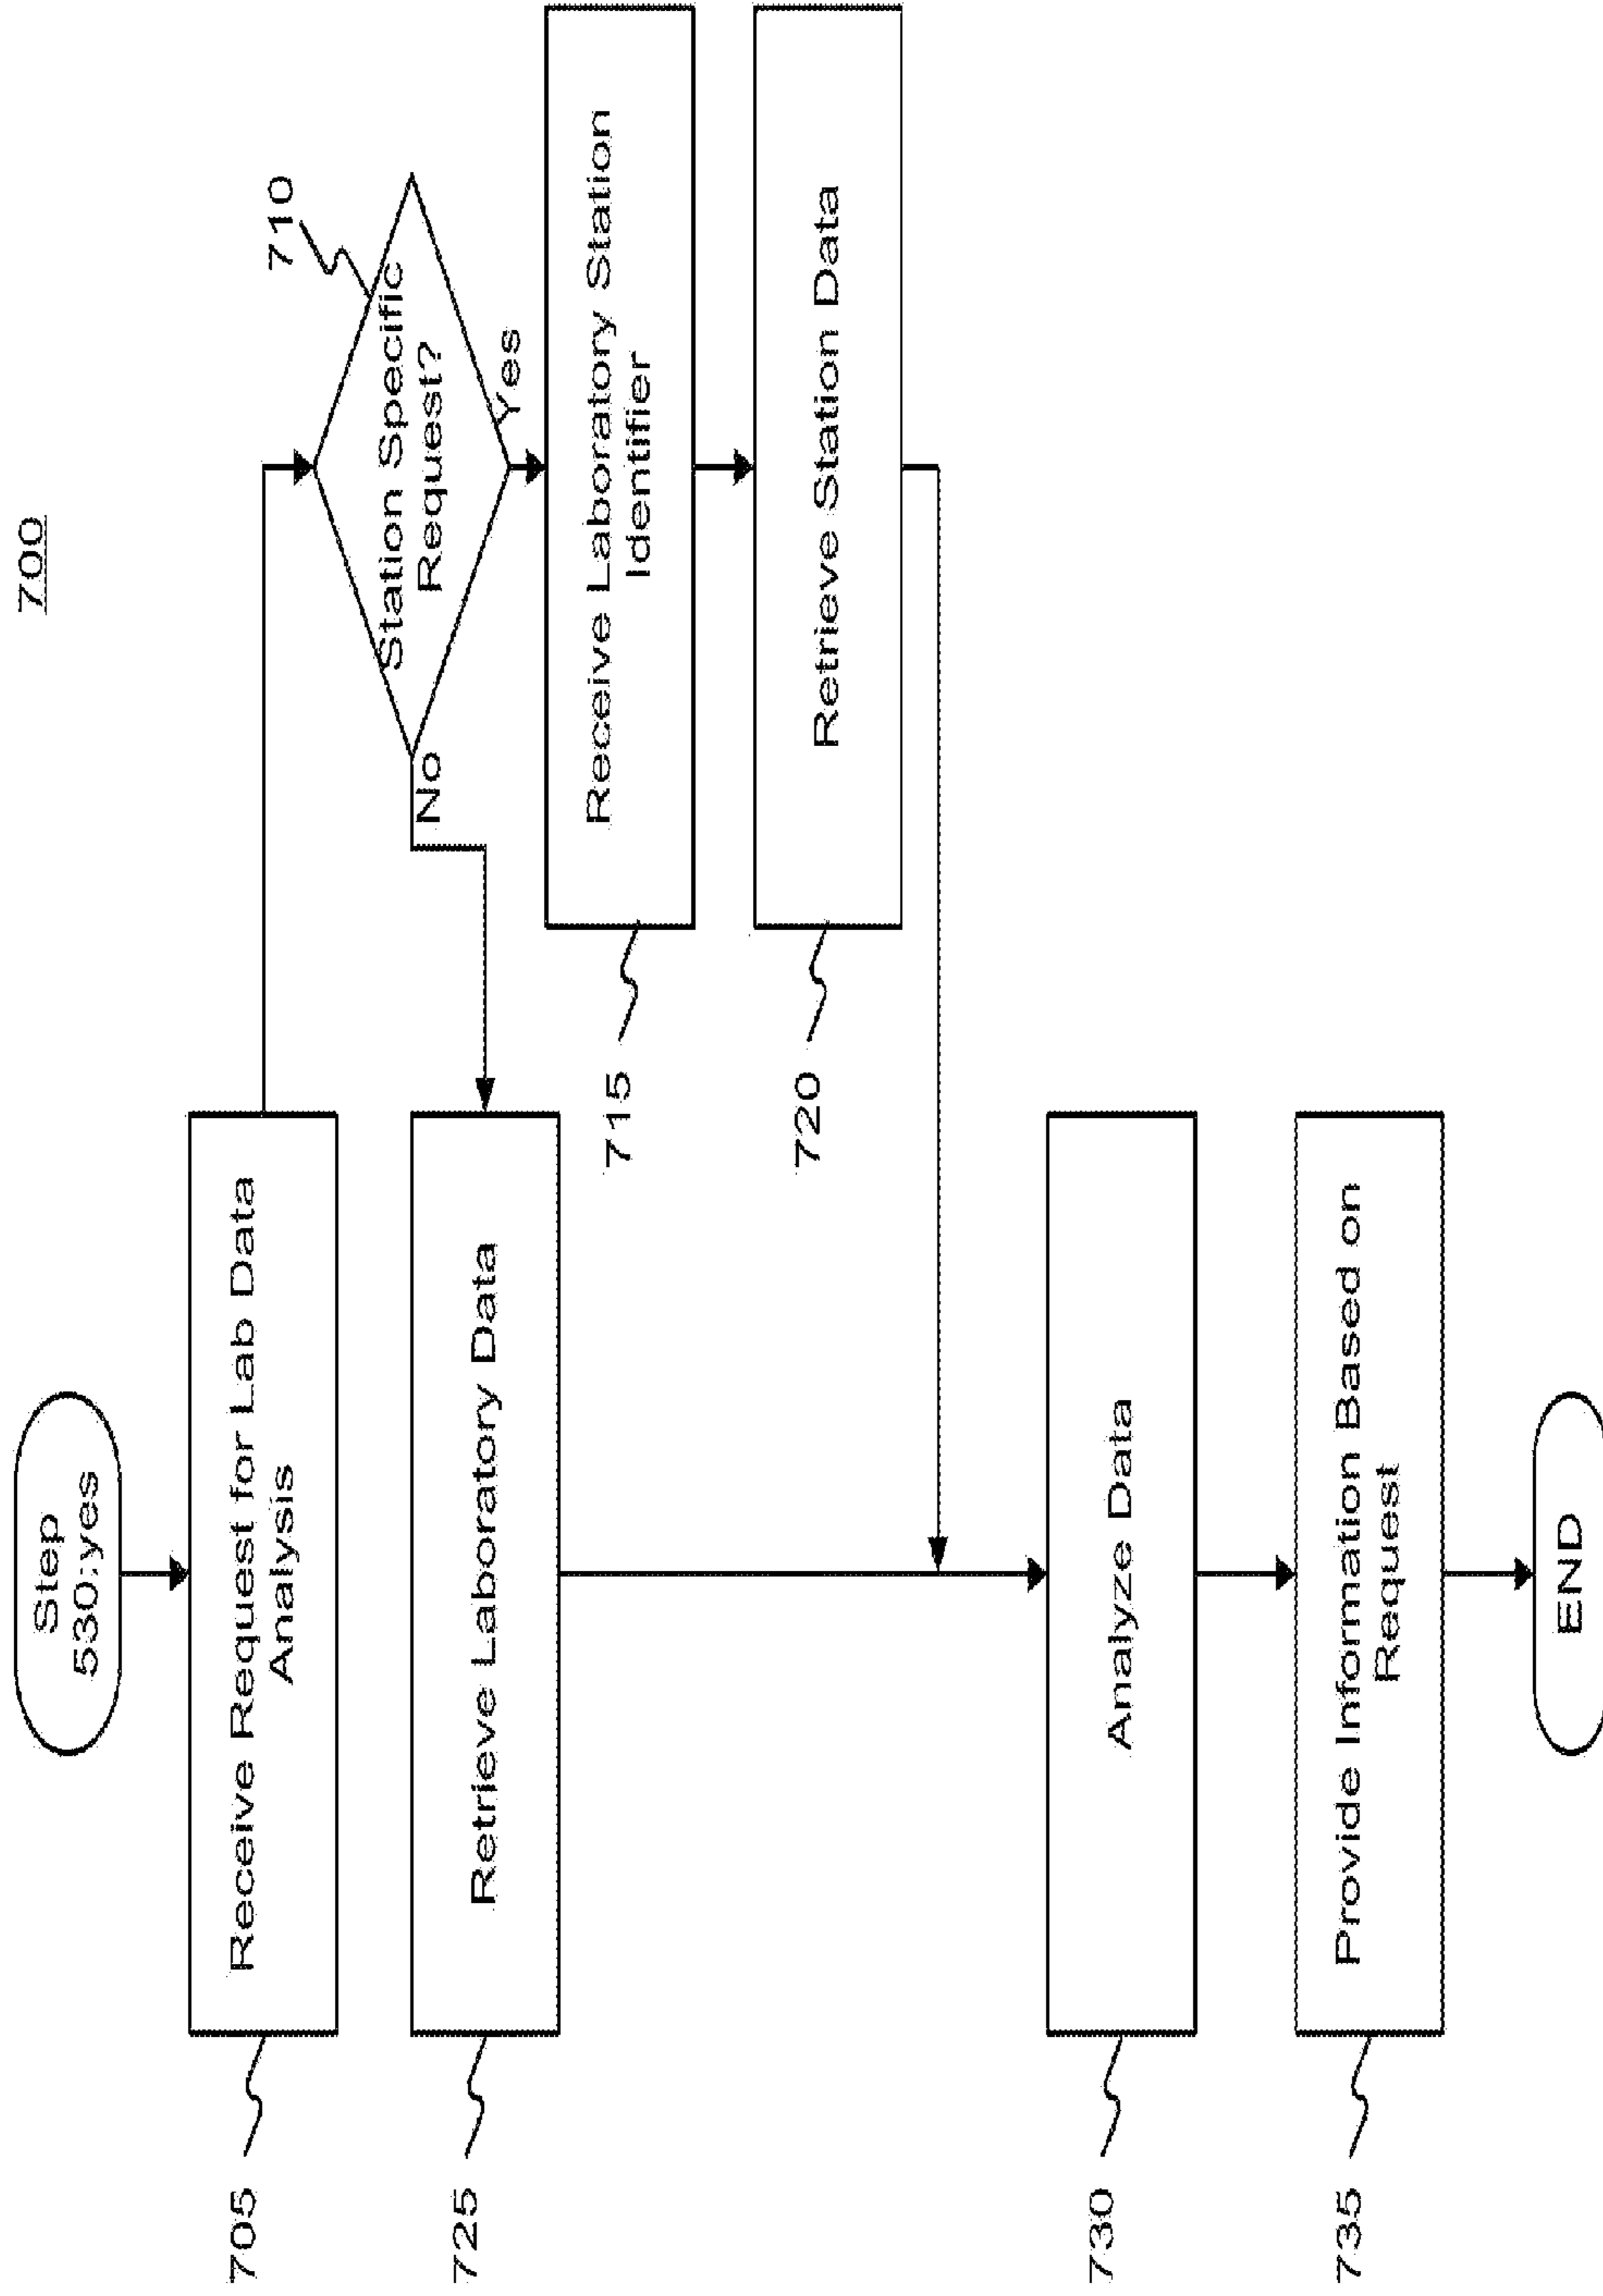 700
Step
530;yes
705
Receive Request for Lab Data
Analysis
710
Station Specific
Request?
No
Yes
725
Retrieve Laboratory Data
715
Receive Laboratory Station
Identifier
720
Retrieve Station Data
730
Analyze Data
735
Provide Information Based on
Request
END